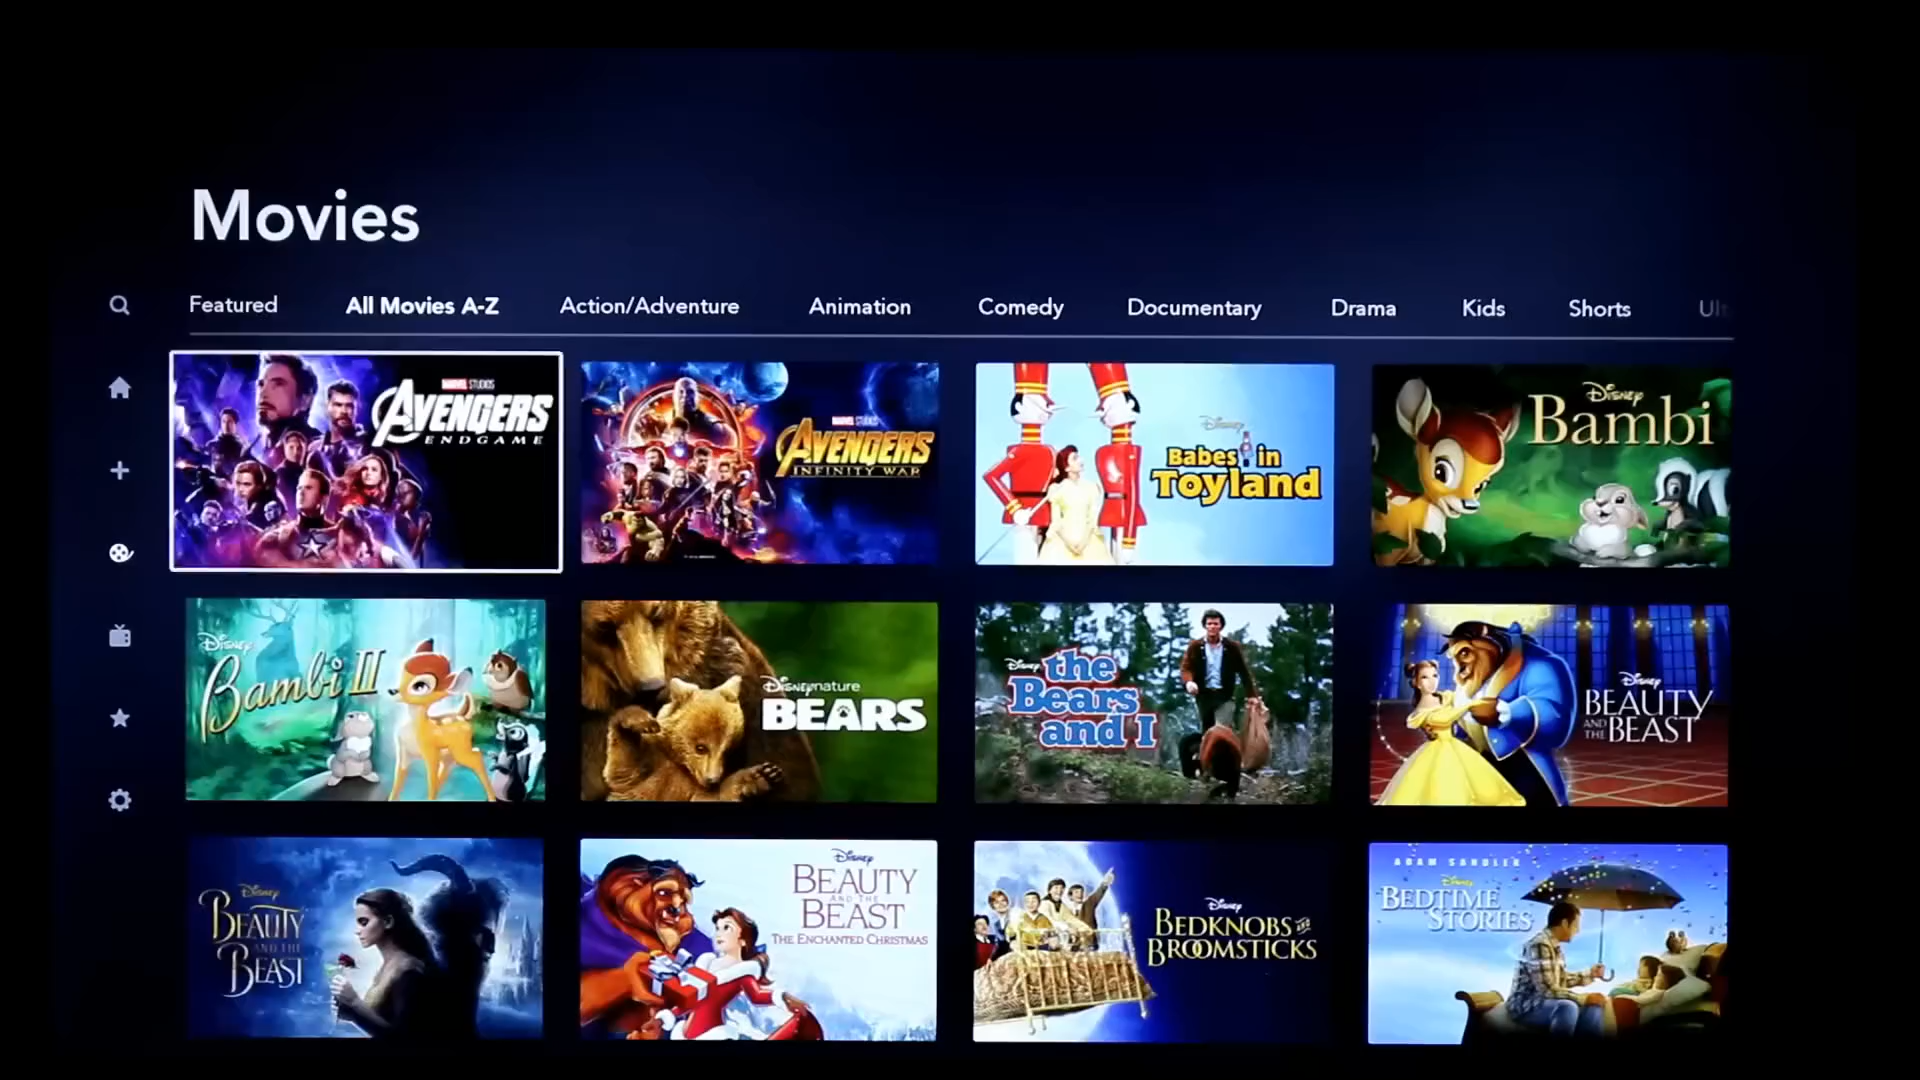 Movies
Featured
All Movies A-Z
Action/Adventure
Animation
Comedy
Documentary
Drama
Kids
Shorts
MARVEL STUDIOS
AVENGERS
ENDGAME
MARVEL STUDIOS
AVENGERS
INFINITY WAR
Disney
Babes in
Toyland
Disney
Bambi
Disney
Bambi II
Disneynature
BEARS
Disney
the
Bears
and I
Disney
BEAUTY
AND THE BEAST
Disney
BEAUTY
AND THE
BEAST
Disney
BEAUTY
AND THE
BEAST
THE ENCHANTED CHRISTMAS
Disney
BEDKNOBS AND
BROOMSTICKS
ADAM SANDLER
Disney
BEDTIME
STORIES